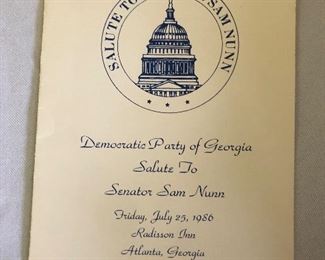 SALUTE TO SAM NUNN
Democratic Party of Georgia
Salute To
Senator Sam Nunn
Friday, July 25, 1986
Radisson Inn
Atlanta, Georgia